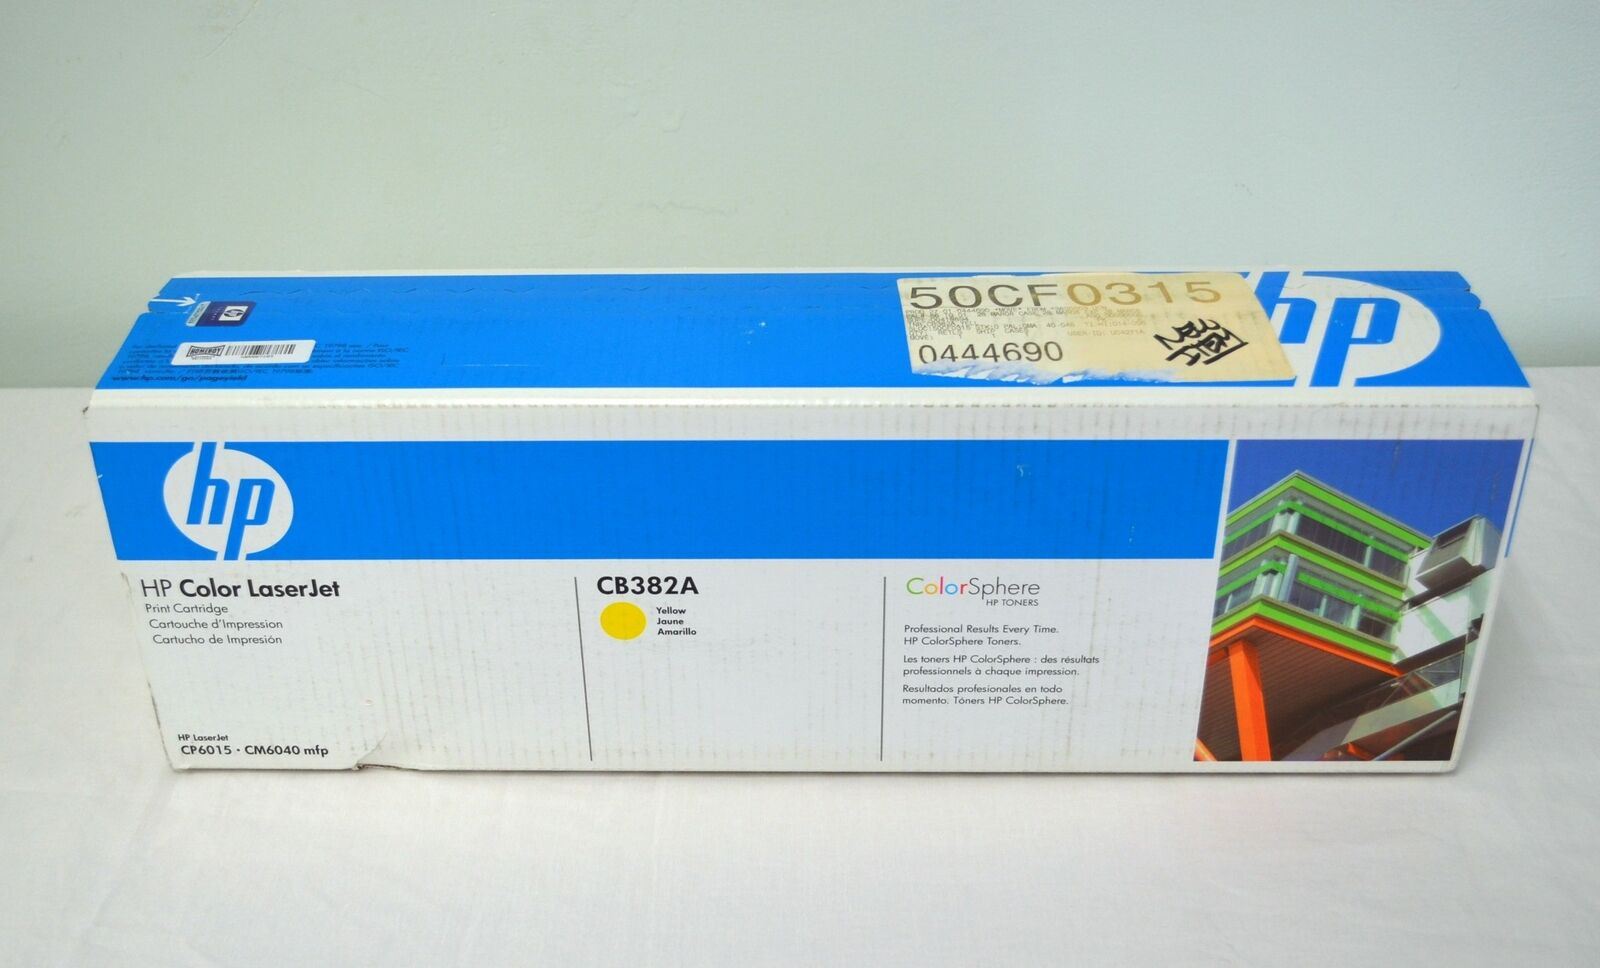 50CF0315
0444690
hp
HOMEBOY
www.hp.com/go/pageyield
hp
HP Color LaserJet
Print Cartridge
Cartouche d'Impression
Cartucho de Impresión
HP LaserJet
CP6015 • CM6040 mfp
CB382A
Yellow
Jaune
Amarillo
ColorSphere
HP TONERS
Professional Results Every Time.
HP ColorSphere Toners.
Les toners HP ColorSphere : des résultats
professionnels à chaque impression.
Resultados profesionales en todo
momento. Tóners HP ColorSphere.